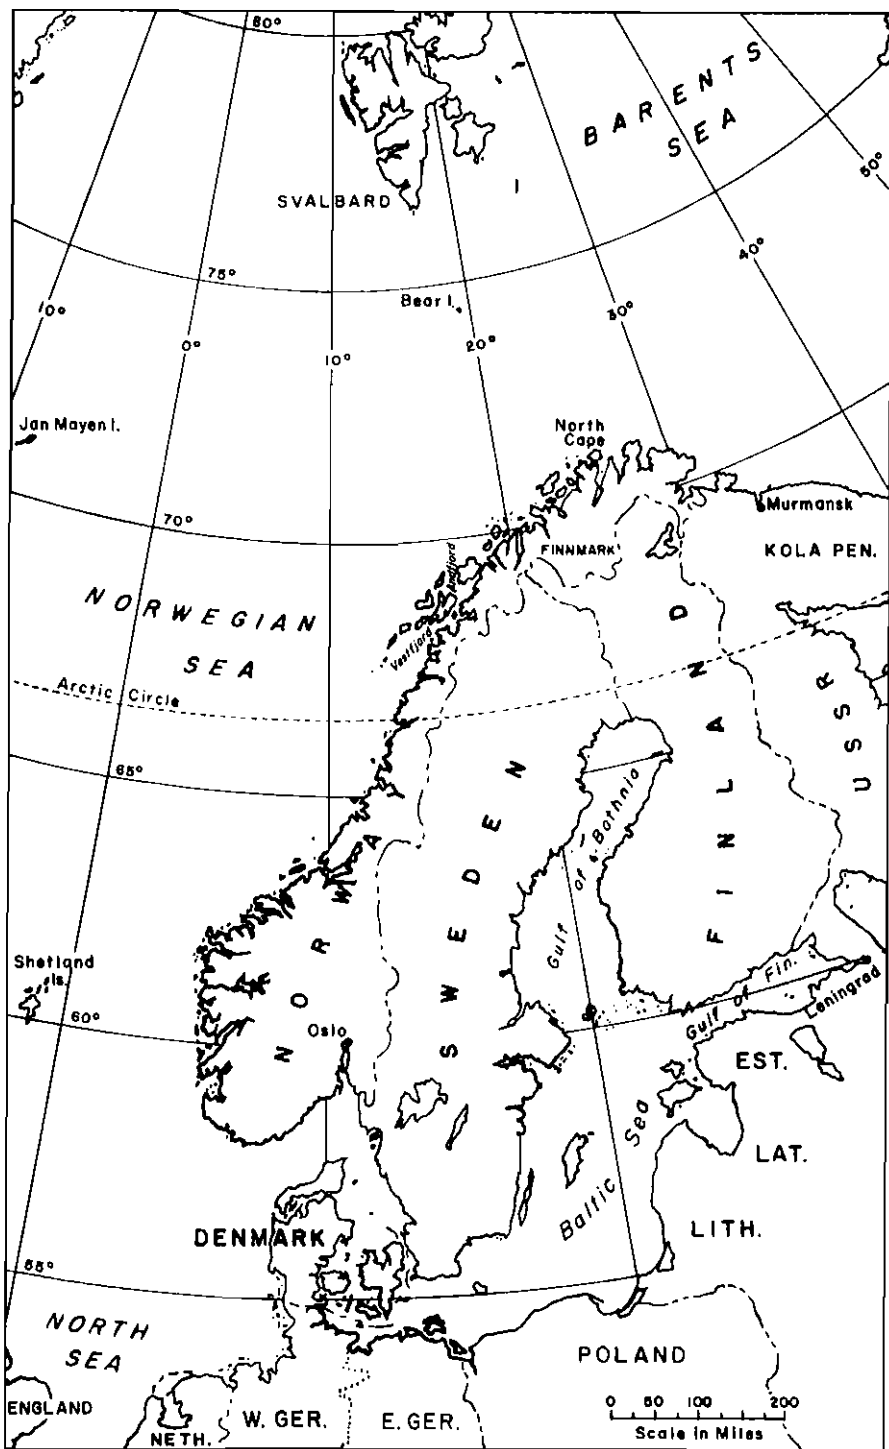 80°
BARENTS
SEA
50°
SVALBARD
40°
75°
Bear I.
10°
0°
10°
20°
30°
Jan Mayen I.
North
Cape
70°
Murmansk
FINNMARK
KOLA PEN.
Andfjord
Vestfjord
NORWEGIAN
SEA
Arctic Circle
65°
NORWAY
SWEDEN
FINLAND
USSR
Gulf of Bothnia
Shetland
Is.
60°
Oslo
Gulf of Fin.
Leningrad
EST.
Baltic Sea
LAT.
DENMARK
LITH.
55°
NORTH
SEA
POLAND
ENGLAND
NETH.
W. GER.
E. GER.
0 50 100 200
Scale in Miles